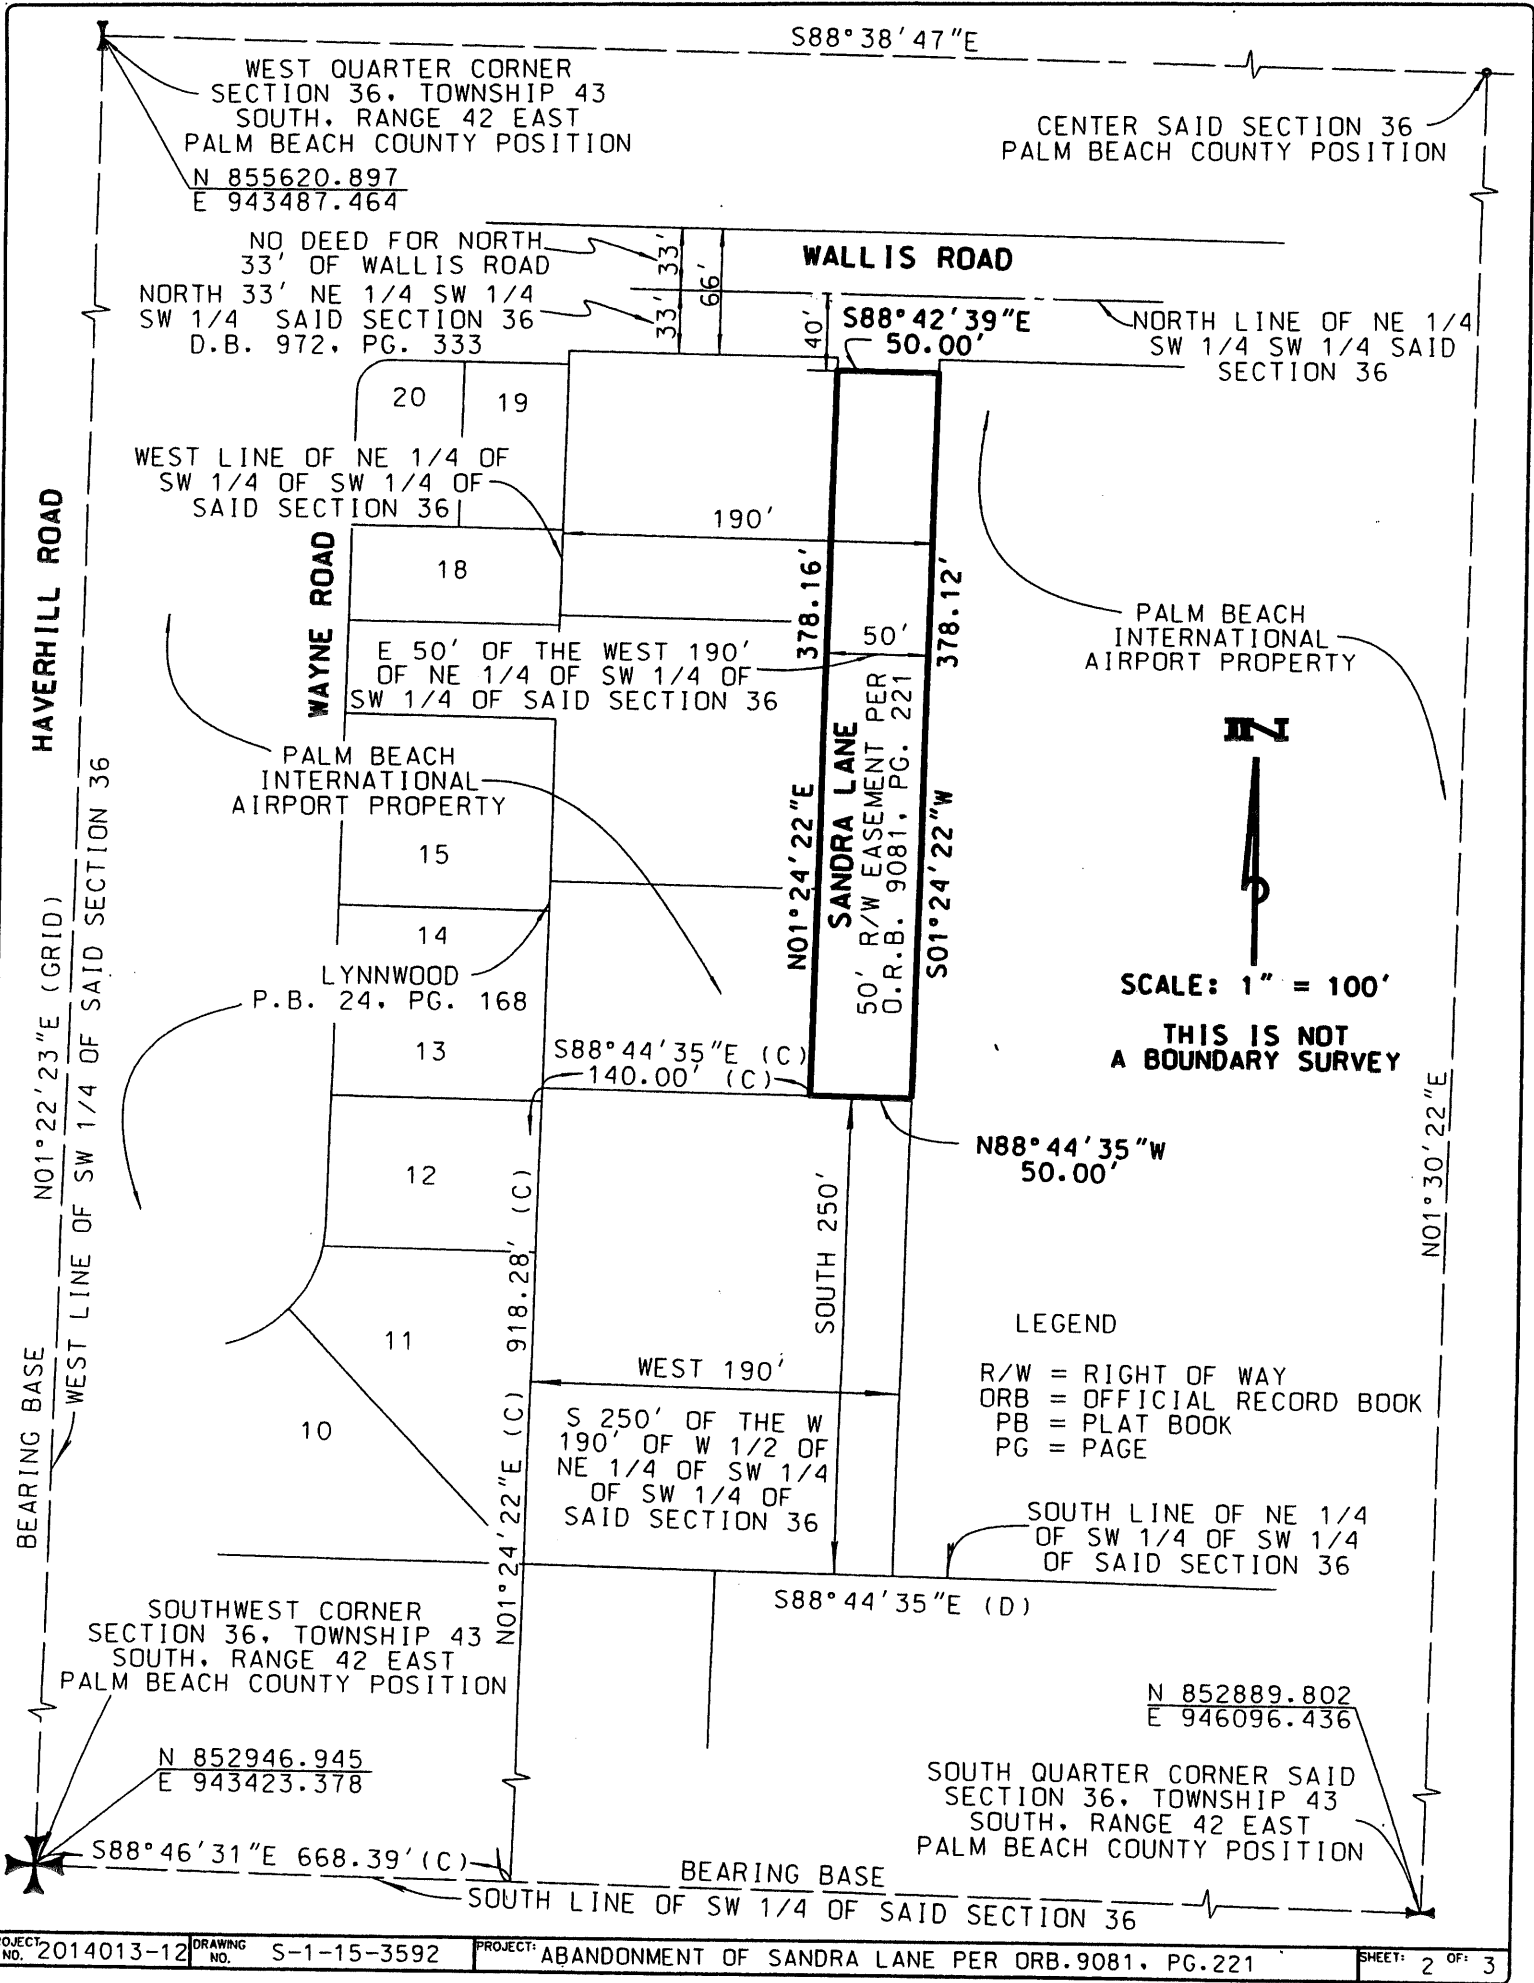 S88°38'47"E
WEST QUARTER CORNER
SECTION 36, TOWNSHIP 43
SOUTH, RANGE 42 EAST
PALM BEACH COUNTY POSITION
N 855620.897
E 943487.464
CENTER SAID SECTION 36
PALM BEACH COUNTY POSITION
NO DEED FOR NORTH
33' OF WALLIS ROAD
NORTH 33' NE 1/4 SW 1/4
SW 1/4 SAID SECTION 36
D.B. 972, PG. 333
33'
33'
66'
WALLIS ROAD
40'
S88°42'39"E
50.00'
NORTH LINE OF NE 1/4
SW 1/4 SW 1/4 SAID
SECTION 36
20
19
WEST LINE OF NE 1/4 OF
SW 1/4 OF SW 1/4 OF
SAID SECTION 36
HAVERHILL ROAD
WAYNE ROAD
18
190'
378.16'
378.12'
50'
E 50' OF THE WEST 190'
OF NE 1/4 OF SW 1/4 OF
SW 1/4 OF SAID SECTION 36
PALM BEACH
INTERNATIONAL
AIRPORT PROPERTY
PALM BEACH
INTERNATIONAL
AIRPORT PROPERTY
N
15
14
LYNNWOOD
P.B. 24, PG. 168
13
N01°24'22"E
SANDRA LANE
50' R/W EASEMENT PER
O.R.B. 9081, PG. 221
S01°24'22"W
SCALE: 1" = 100'
THIS IS NOT
A BOUNDARY SURVEY
S88°44'35"E (C)
140.00' (C)
N88°44'35"W
50.00'
N01°22'23"E (GRID)
WEST LINE OF SW 1/4 OF SAID SECTION 36
BEARING BASE
N01°30'22"E
12
11
10
N01°24'22"E (C) 918.28' (C)
SOUTH 250'
WEST 190'
S 250' OF THE W
190' OF W 1/2 OF
NE 1/4 OF SW 1/4
OF SW 1/4 OF
SAID SECTION 36
LEGEND
R/W = RIGHT OF WAY
ORB = OFFICIAL RECORD BOOK
PB = PLAT BOOK
PG = PAGE
SOUTH LINE OF NE 1/4
OF SW 1/4 OF SW 1/4
OF SAID SECTION 36
S88°44'35"E (D)
SOUTHWEST CORNER
SECTION 36, TOWNSHIP 43
SOUTH, RANGE 42 EAST
PALM BEACH COUNTY POSITION
N 852946.945
E 943423.378
N 852889.802
E 946096.436
SOUTH QUARTER CORNER SAID
SECTION 36, TOWNSHIP 43
SOUTH, RANGE 42 EAST
PALM BEACH COUNTY POSITION
S88°46'31"E 668.39'(C)
BEARING BASE
SOUTH LINE OF SW 1/4 OF SAID SECTION 36
OJECT NO. 2014013-12
DRAWING NO. S-1-15-3592
PROJECT: ABANDONMENT OF SANDRA LANE PER ORB.9081, PG.221
SHEET: 2 OF: 3